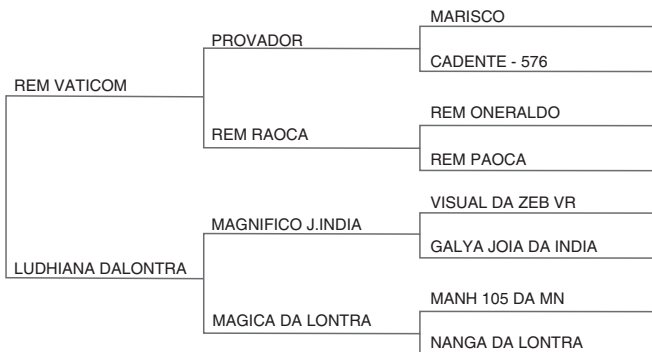 MARISCO
PROVADOR
CADENTE - 576
REM VATICOM
REM ONERALDO
REM RAOCA
REM PAOCA
VISUAL DA ZEB VR
MAGNIFICO J.INDIA
GALYA JOIA DA INDIA
LUDHIANA DALONTRA
MANH 105 DA MN
MAGICA DA LONTRA
NANGA DA LONTRA